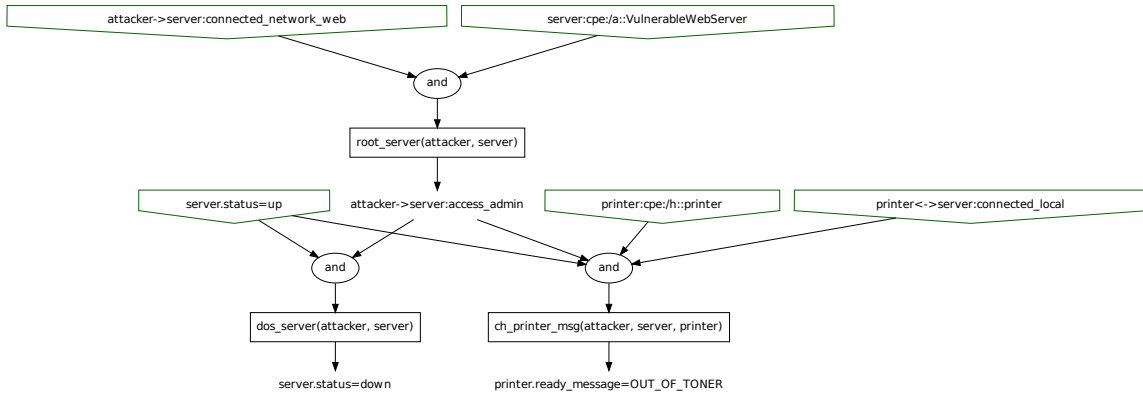 attacker->server:connected_network_web
server:cpe:/a::VulnerableWebServer
and
root_server(attacker, server)
server.status=up
attacker->server:access_admin
printer:cpe:/h::printer
printer<->server:connected_local
and
and
dos_server(attacker, server)
ch_printer_msg(attacker, server, printer)
server.status=down
printer.ready_message=OUT_OF_TONER